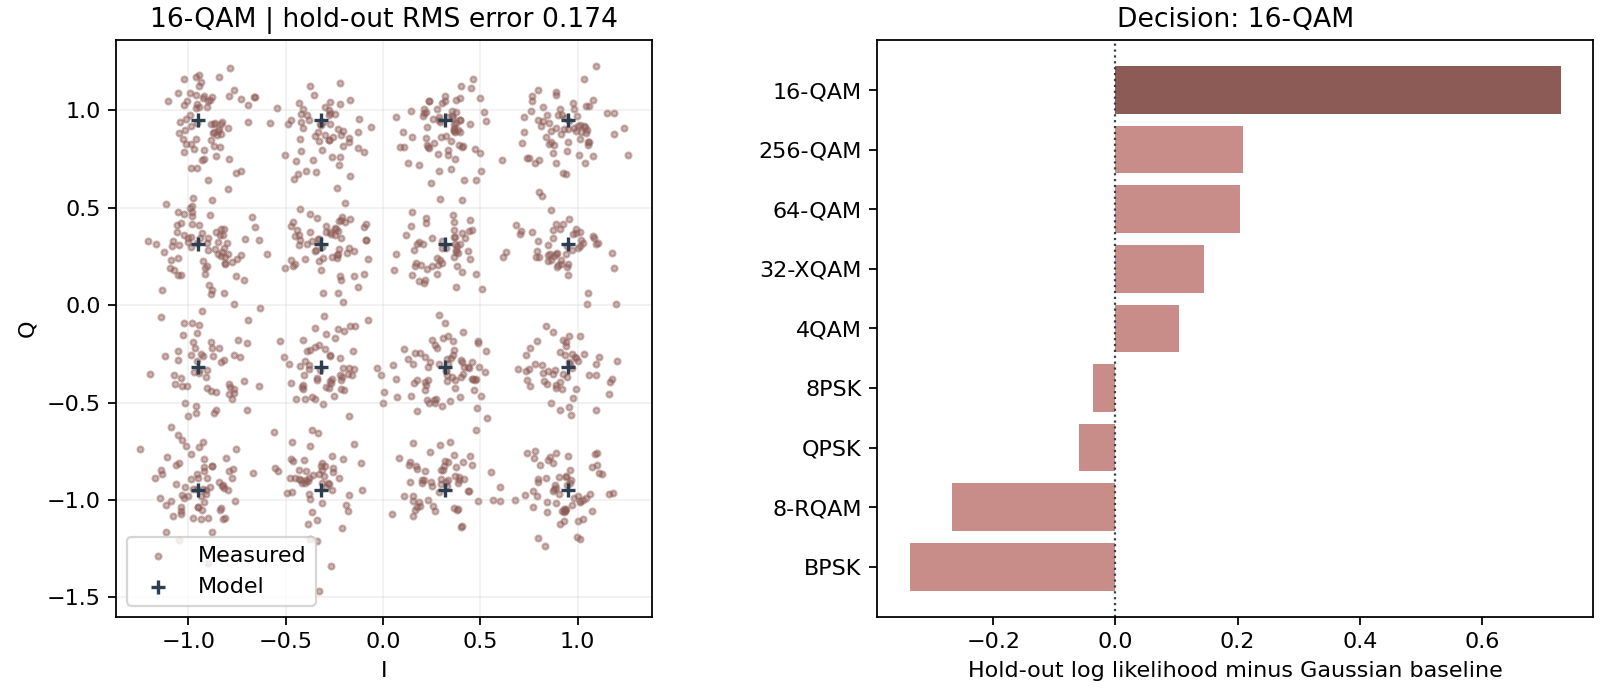 16-QAM | hold-out RMS error 0.174
1.0
0.5
0.0
−0.5
−1.0
−1.5
Q
Measured
Model
−1.0
−0.5
0.0
0.5
1.0
I
Decision: 16-QAM
16-QAM
256-QAM
64-QAM
32-XQAM
4QAM
8PSK
QPSK
8-RQAM
BPSK
−0.2
0.0
0.2
0.4
0.6
Hold-out log likelihood minus Gaussian baseline